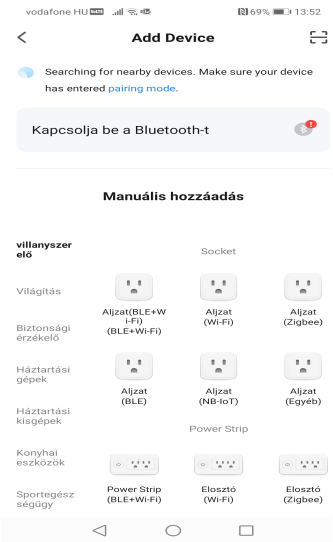 vodafone HU 69% 13:52
Add Device
Searching for nearby devices. Make sure your device
has entered pairing mode.
Kapcsolja be a Bluetooth-t
Manuális hozzáadás
villanyszer
elő
Világítás
Biztonsági
érzékelő
Háztartási
gépek
Háztartási
kisgépek
Konyhai
eszközök
Sportegész
ségügy
Socket
Aljzat(BLE+W
i-Fi)
(BLE+Wi-Fi)
Aljzat
(Wi-Fi)
Aljzat
(Zigbee)
Aljzat
(BLE)
Aljzat
(NB-IoT)
Aljzat
(Egyéb)
Power Strip
Power Strip
(BLE+Wi-Fi)
Elosztó
(Wi-Fi)
Elosztó
(Zigbee)